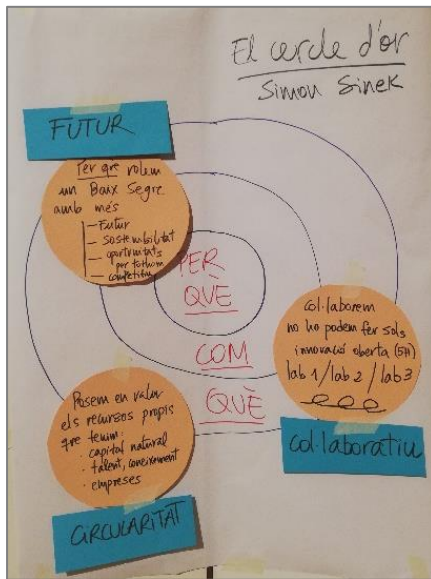 El cercle d'or
Simon Sinek
FUTUR
Per què volem
un Baix Segre
amb més
— Futur
— sostenibilitat
— oportunitats
per tothom
— competitiu
PER
QUÈ
COM
QUÈ
Col·laborem
no ho podem fer sols
innovació oberta (5H)
lab 1 / lab 2 / lab 3
Col·laboratiu
Posem en valor
els recursos propis
que tenim:
· capital natural
· talent, coneixement
· empreses
CIRCULARITAT